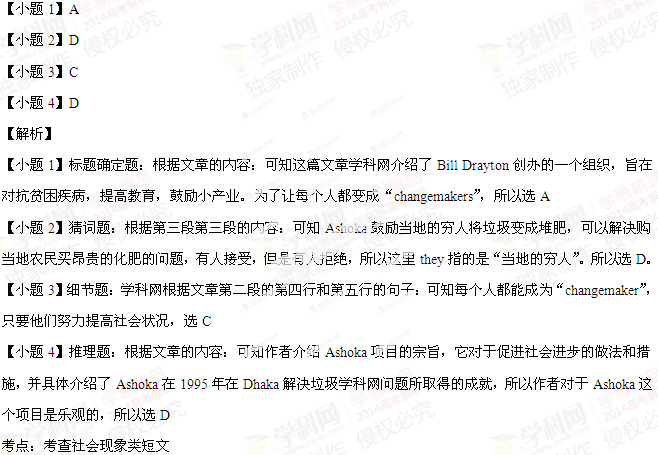 【小题1】A
【小题2】D
【小题3】C
【小题4】D
【解析】
【小题1】标题确定题：根据文章的内容：可知这篇文章学科网介绍了 Bill Drayton 创办的一个组织，旨在
对抗贫困疾病，提高教育，鼓励小产业。为了让每个人都变成“changemakers”，所以选 A
【小题2】猜词题：根据第三段第三段的内容：可知 Ashoka 鼓励当地的穷人将垃圾变成堆肥，可以解决购
当地农民买昂贵的化肥的问题，有人接受，但是有人拒绝，所以这里 they 指的是“当地的穷人”。所以选 D。
【小题3】细节题：学科网根据文章第二段的第四行和第五行的句子：可知每个人都能成为“changemaker”，
只要他们努力提高社会状况，选 C
【小题4】推理题：根据文章的内容：可知作者介绍 Ashoka 项目的宗旨，它对于促进社会进步的做法和措
施，并具体介绍了 Ashoka 在 1995 年在 Dhaka 解决垃圾学科网问题所取得的成就，所以作者对于 Ashoka 这
个项目是乐观的，所以选 D
考点：考查社会现象类短文